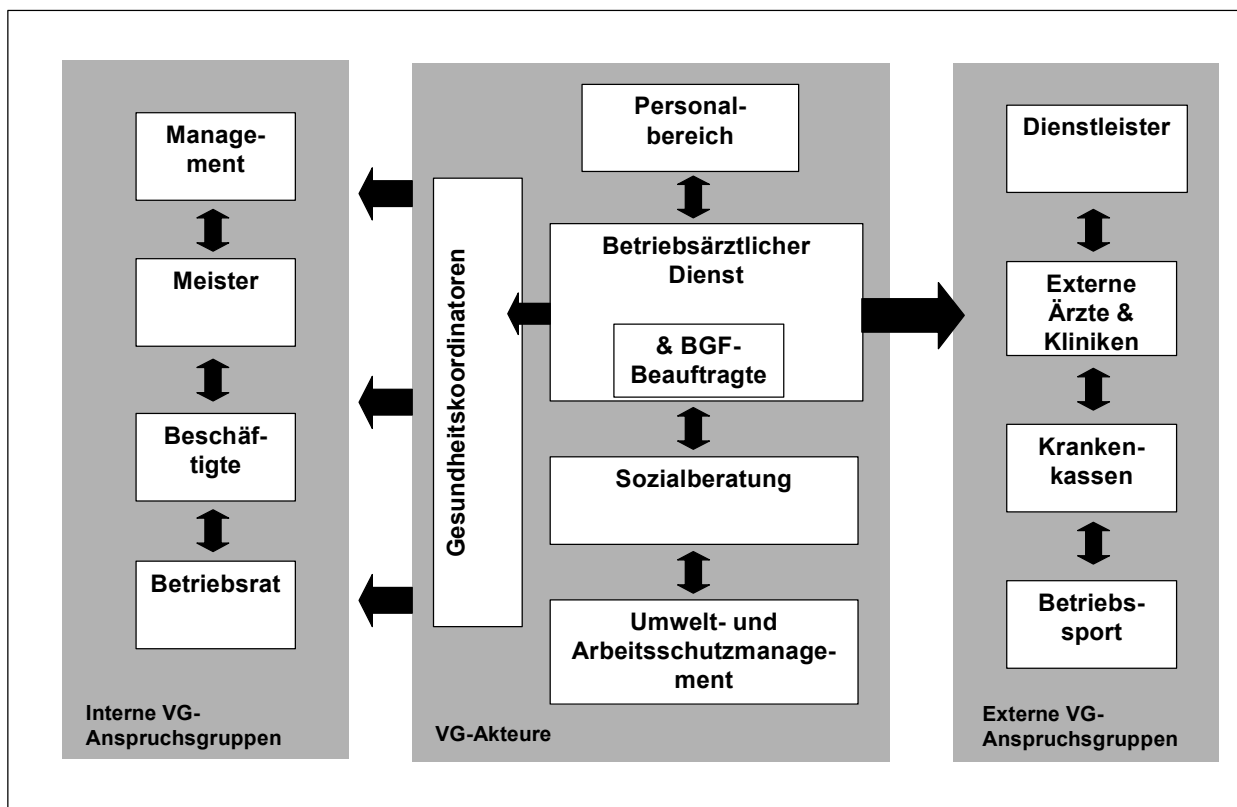 Manage-
ment
Meister
Beschäf-
tigte
Betriebsrat
Interne VG-
Anspruchsgruppen
Gesundheitskoordinatoren
Personal-
bereich
Betriebsärztlicher
Dienst
& BGF-
Beauftragte
Sozialberatung
Umwelt- und
Arbeitsschutzmanage-
ment
VG-Akteure
Dienstleister
Externe
Ärzte &
Kliniken
Kranken-
kassen
Betriebs-
sport
Externe VG-
Anspruchsgruppen